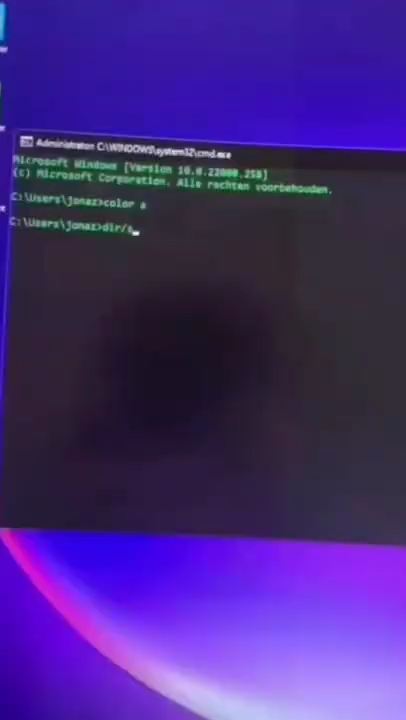 Administrator: C:\WINDOWS\system32\cmd.exe
Microsoft Windows [Version 10.0.22000.258]
(c) Microsoft Corporation. Alle rechten voorbehouden.
C:\Users\jonaz>color a
C:\Users\jonaz>dir/s